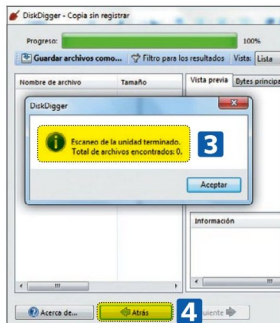 DiskDigger - Copia sin registrar
Progreso: 100%
Guardar archivos como... Filtro para los resultados Vista: Lista
Nombre de archivo Tamaño Vista previa Bytes principa
DiskDigger
Escaneo de la unidad terminado.
Total de archivos encontrados: 0.
3
Aceptar
Información
Acerca de... Atrás 4 uiente